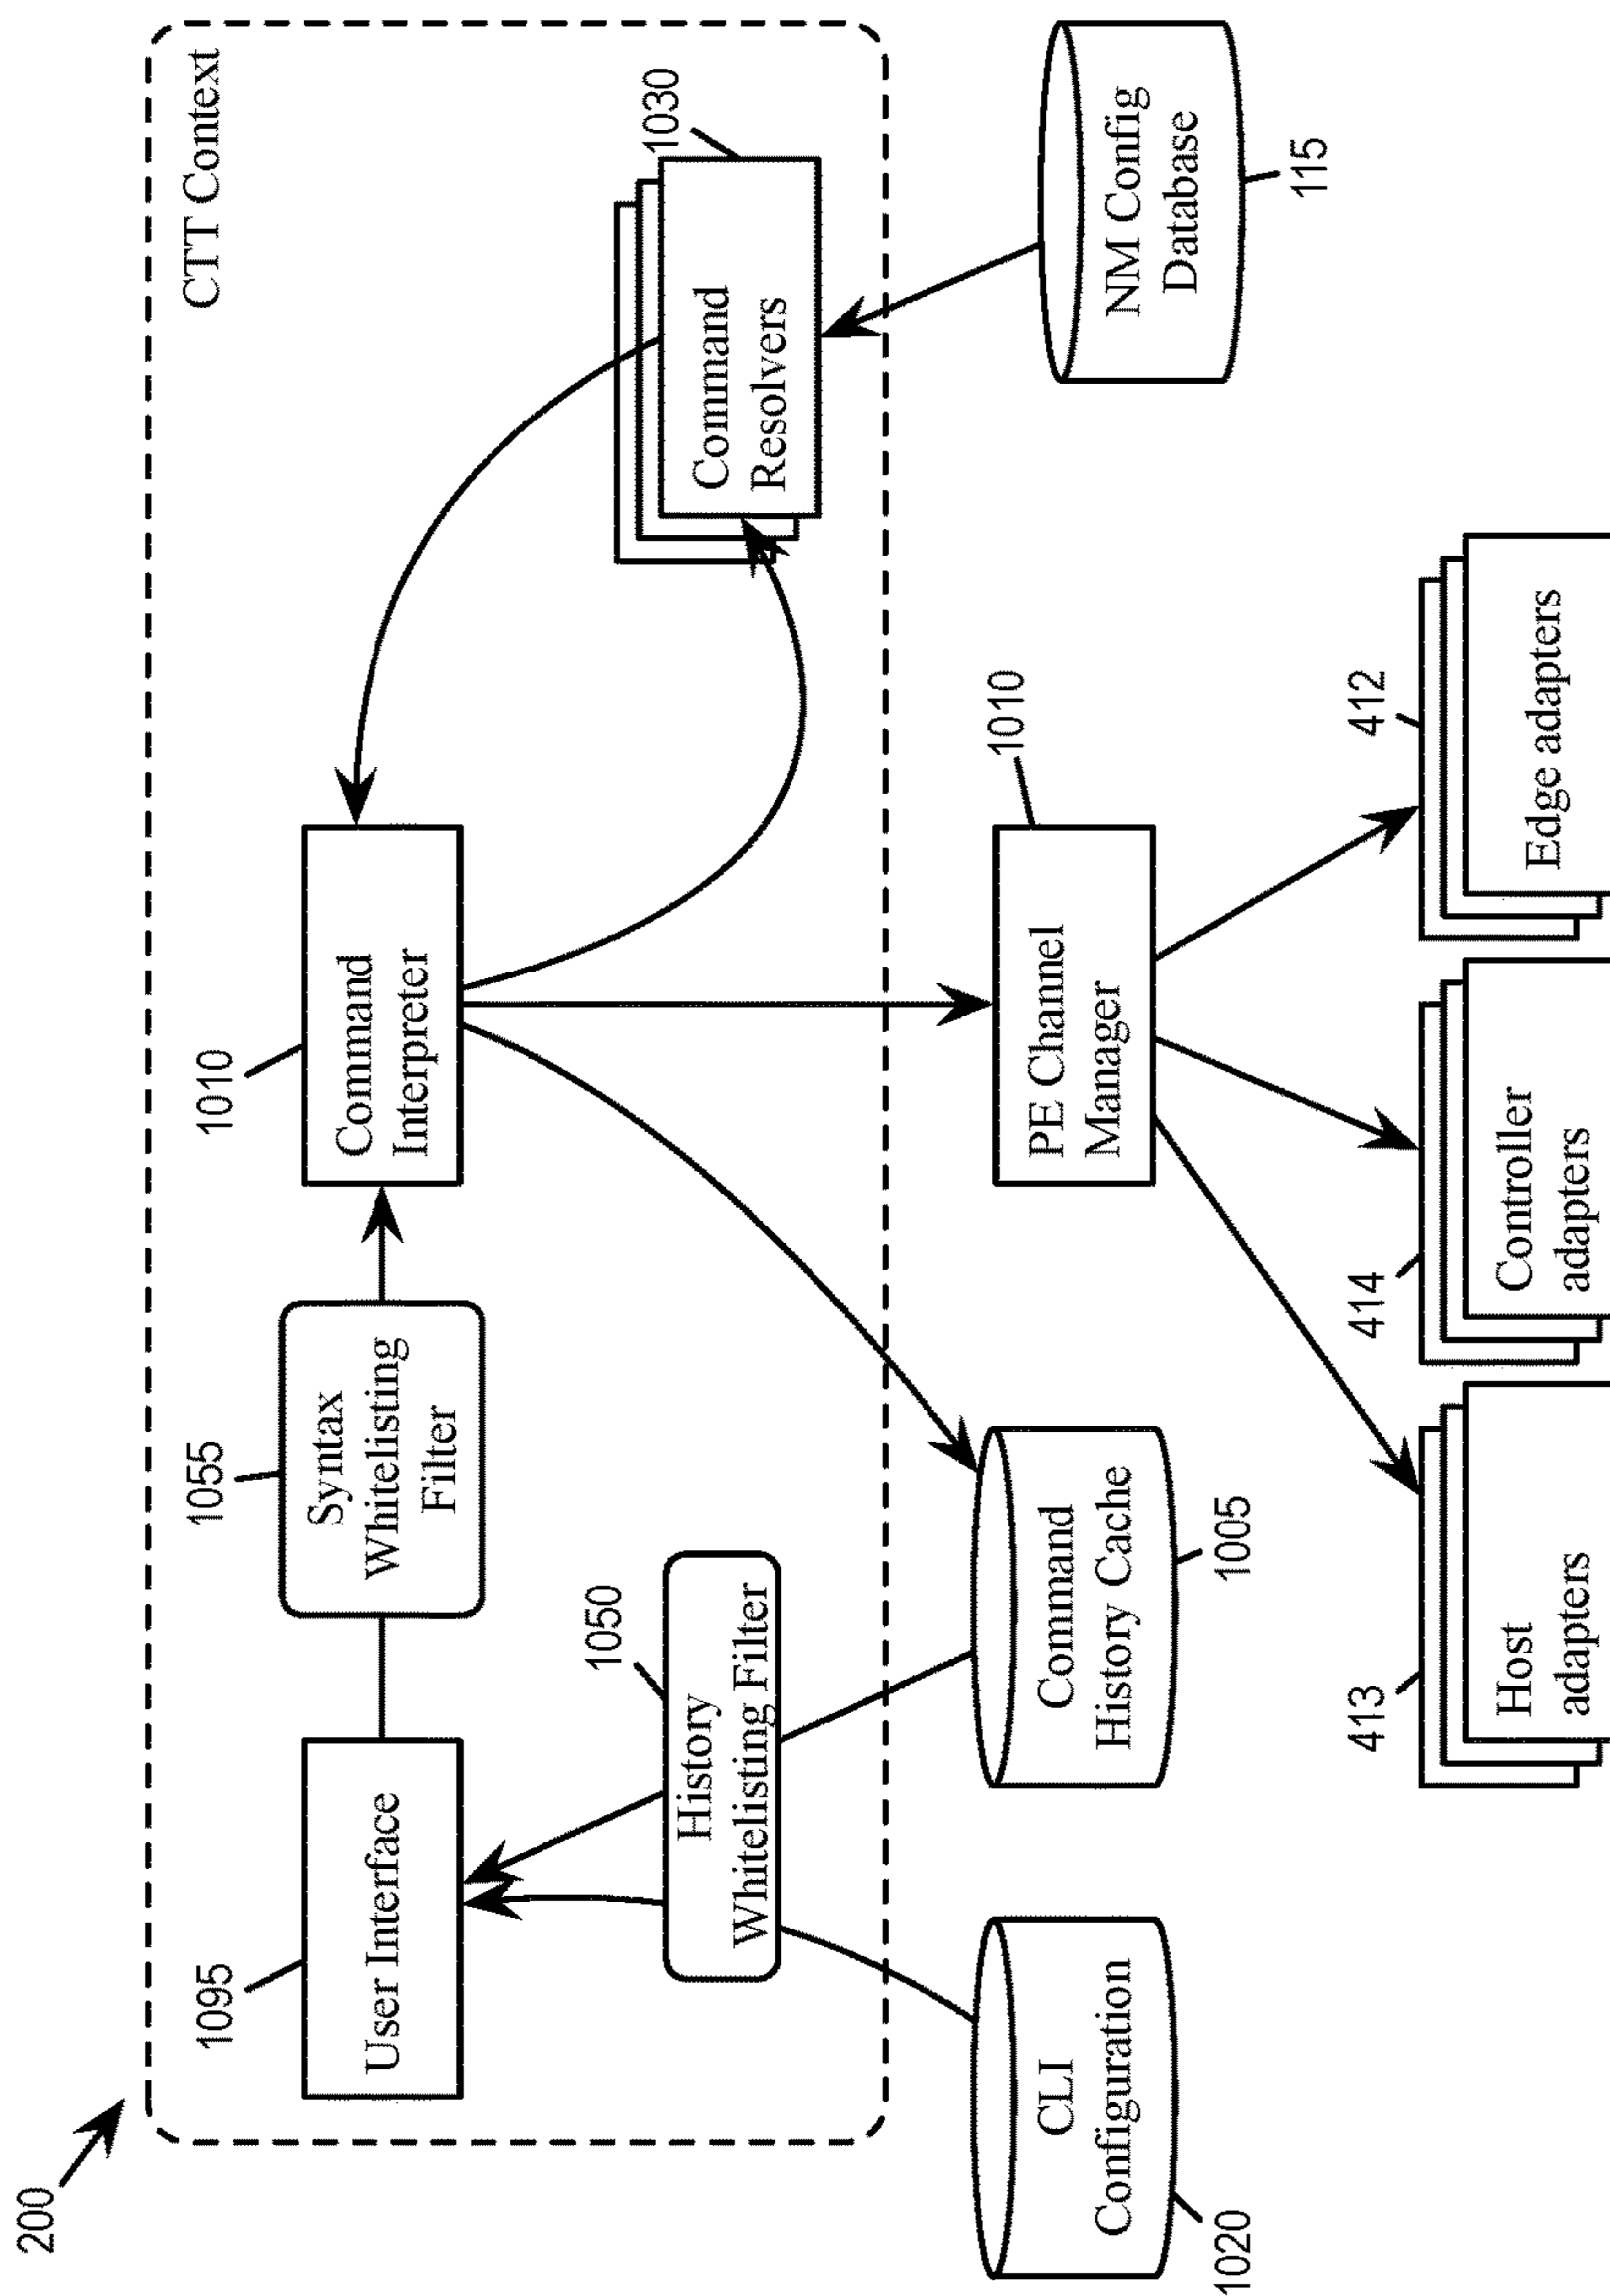 200
CTT Context
1095
User Interface
1055
Syntax
Whitelisting
Filter
1010
Command
Interpreter
1030
Command
Resolvers
1050
History
Whitelisting Filter
1020
CLI
Configuration
Command
History Cache
1005
PE Channel
Manager
1010
NM Config
Database
115
413
Host
adapters
414
Controller
adapters
412
Edge adapters